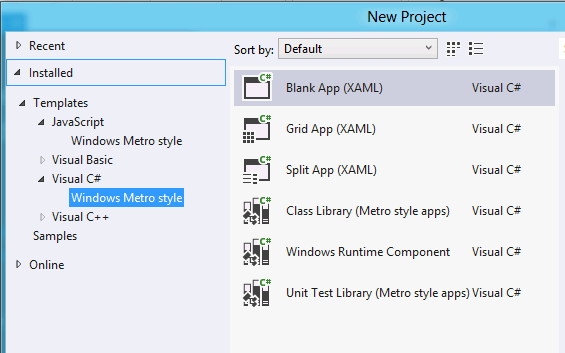 New Project
Recent
Installed
Templates
JavaScript
Windows Metro style
Visual Basic
Visual C#
Windows Metro style
Visual C++
Samples
Online
Sort by: Default
C# Blank App (XAML) Visual C#
C# Grid App (XAML) Visual C#
C# Split App (XAML) Visual C#
C# Class Library (Metro style apps) Visual C#
C# Windows Runtime Component Visual C#
C# Unit Test Library (Metro style apps) Visual C#